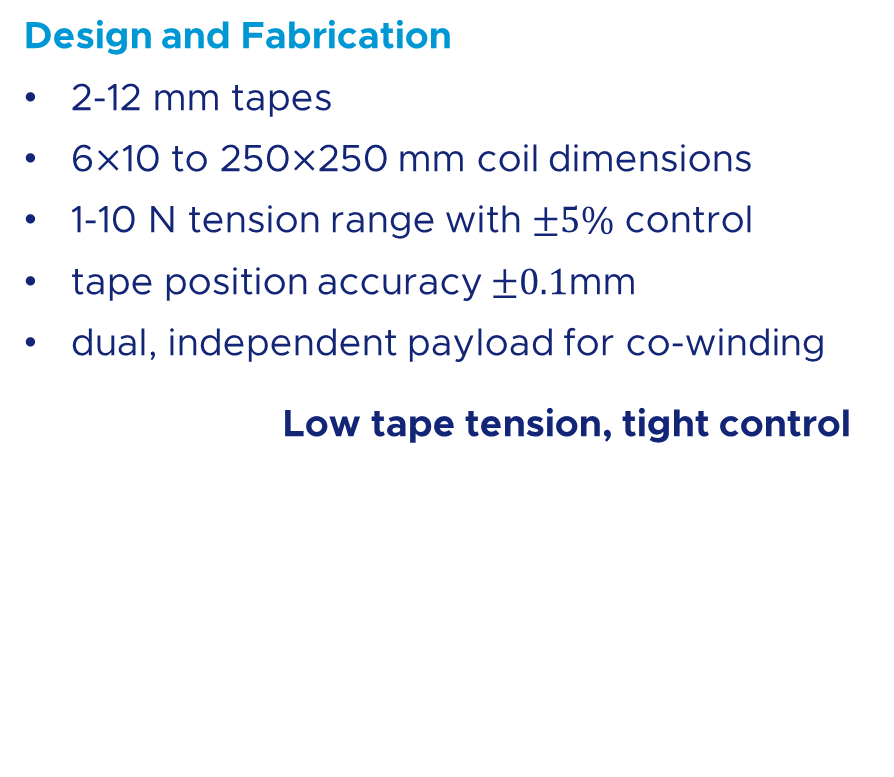 Design and Fabrication
• 2-12 mm tapes
• 6×10 to 250×250 mm coil dimensions
• 1-10 N tension range with ±5% control
• tape position accuracy ±0.1mm
• dual, independent payload for co-winding
Low tape tension, tight control